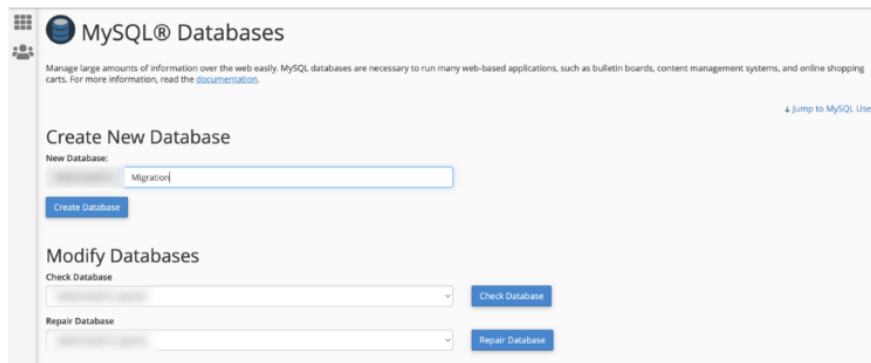 MySQL® Databases
Manage large amounts of information over the web easily. MySQL databases are necessary to run many web-based applications, such as bulletin boards, content management systems, and online shopping
carts. For more information, read the documentation.
↓ Jump to MySQL Use
Create New Database
New Database:
Migration
Create Database
Modify Databases
Check Database
Check Database
Repair Database
Repair Database